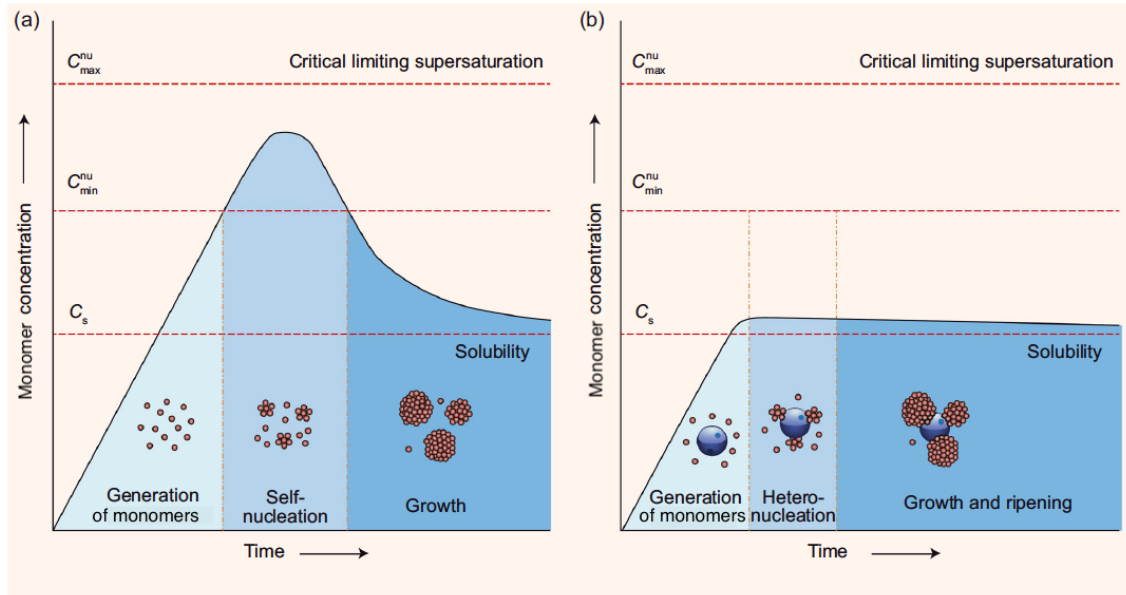 (a)
C^nu_max
Critical limiting supersaturation
C^nu_min
C_s
Solubility
Monomer concentration
Generation
of monomers
Self-
nucleation
Growth
Time
(b)
C^nu_max
Critical limiting supersaturation
C^nu_min
C_s
Solubility
Monomer concentration
Generation
of monomers
Hetero-
nucleation
Growth and ripening
Time